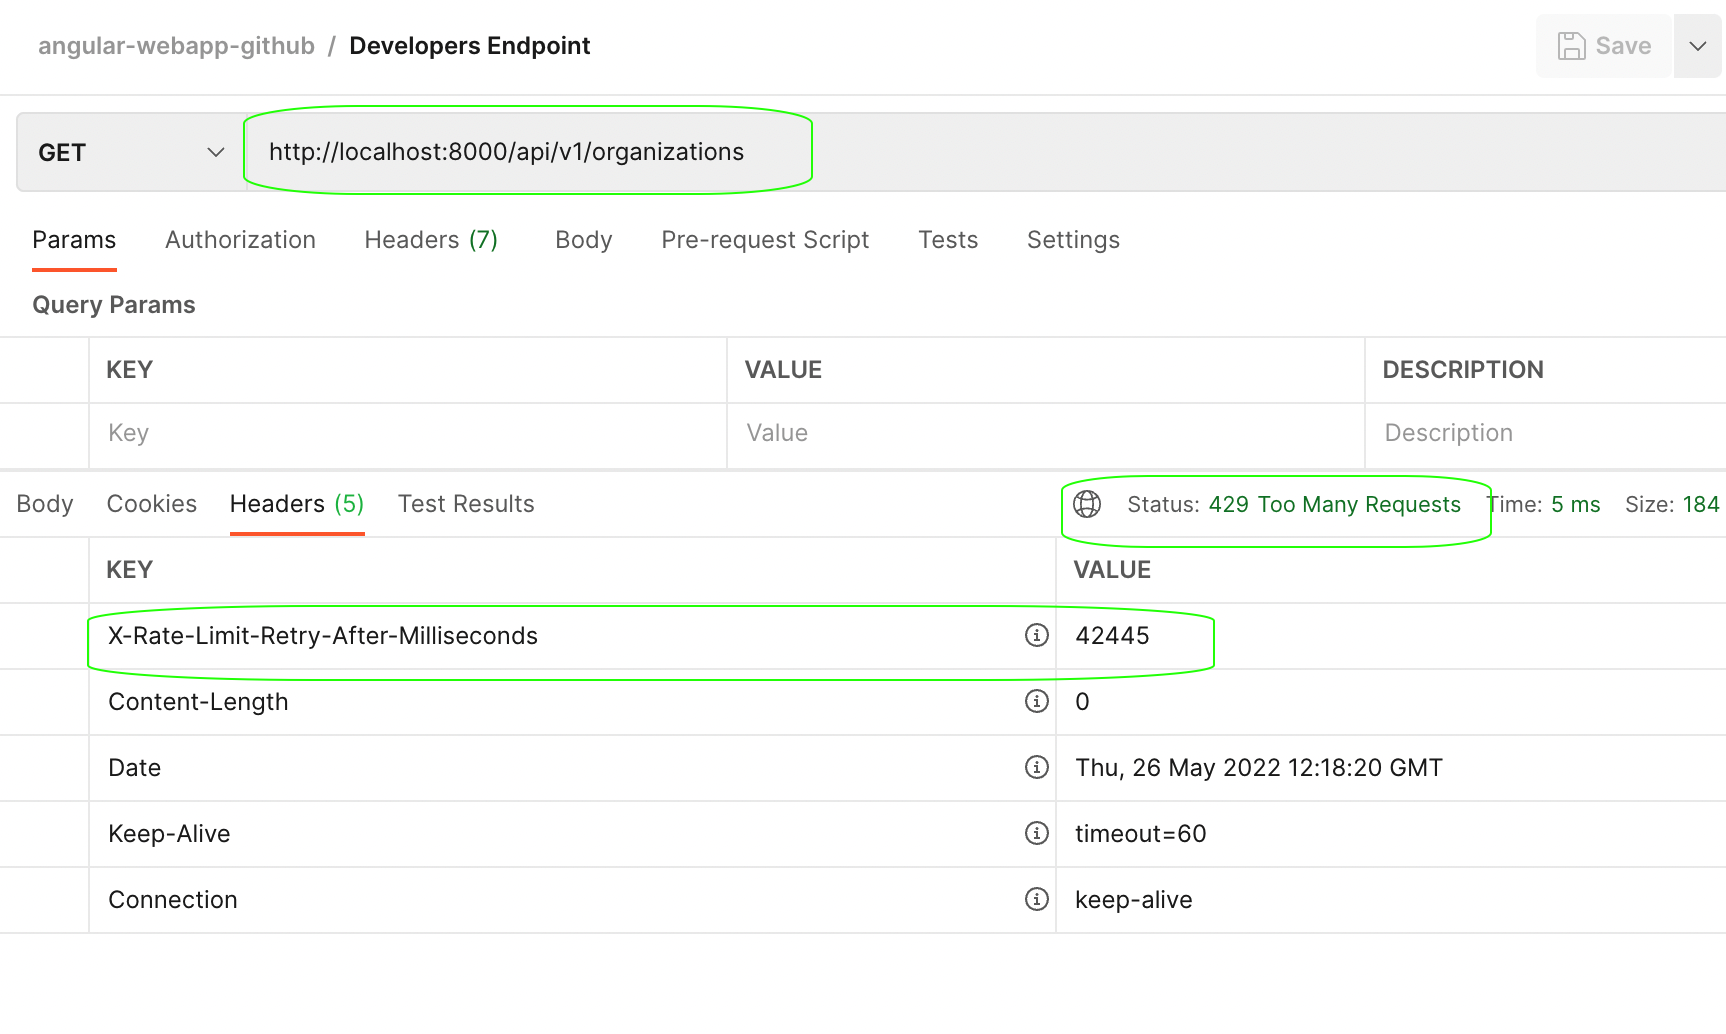 angular-webapp-github / Developers Endpoint
Save
GET http://localhost:8000/api/v1/organizations
Params Authorization Headers (7) Body Pre-request Script Tests Settings
Query Params
KEY VALUE DESCRIPTION
Key Value Description
Body Cookies Headers (5) Test Results Status: 429 Too Many Requests Time: 5 ms Size: 184
KEY VALUE
X-Rate-Limit-Retry-After-Milliseconds 42445
Content-Length 0
Date Thu, 26 May 2022 12:18:20 GMT
Keep-Alive timeout=60
Connection keep-alive